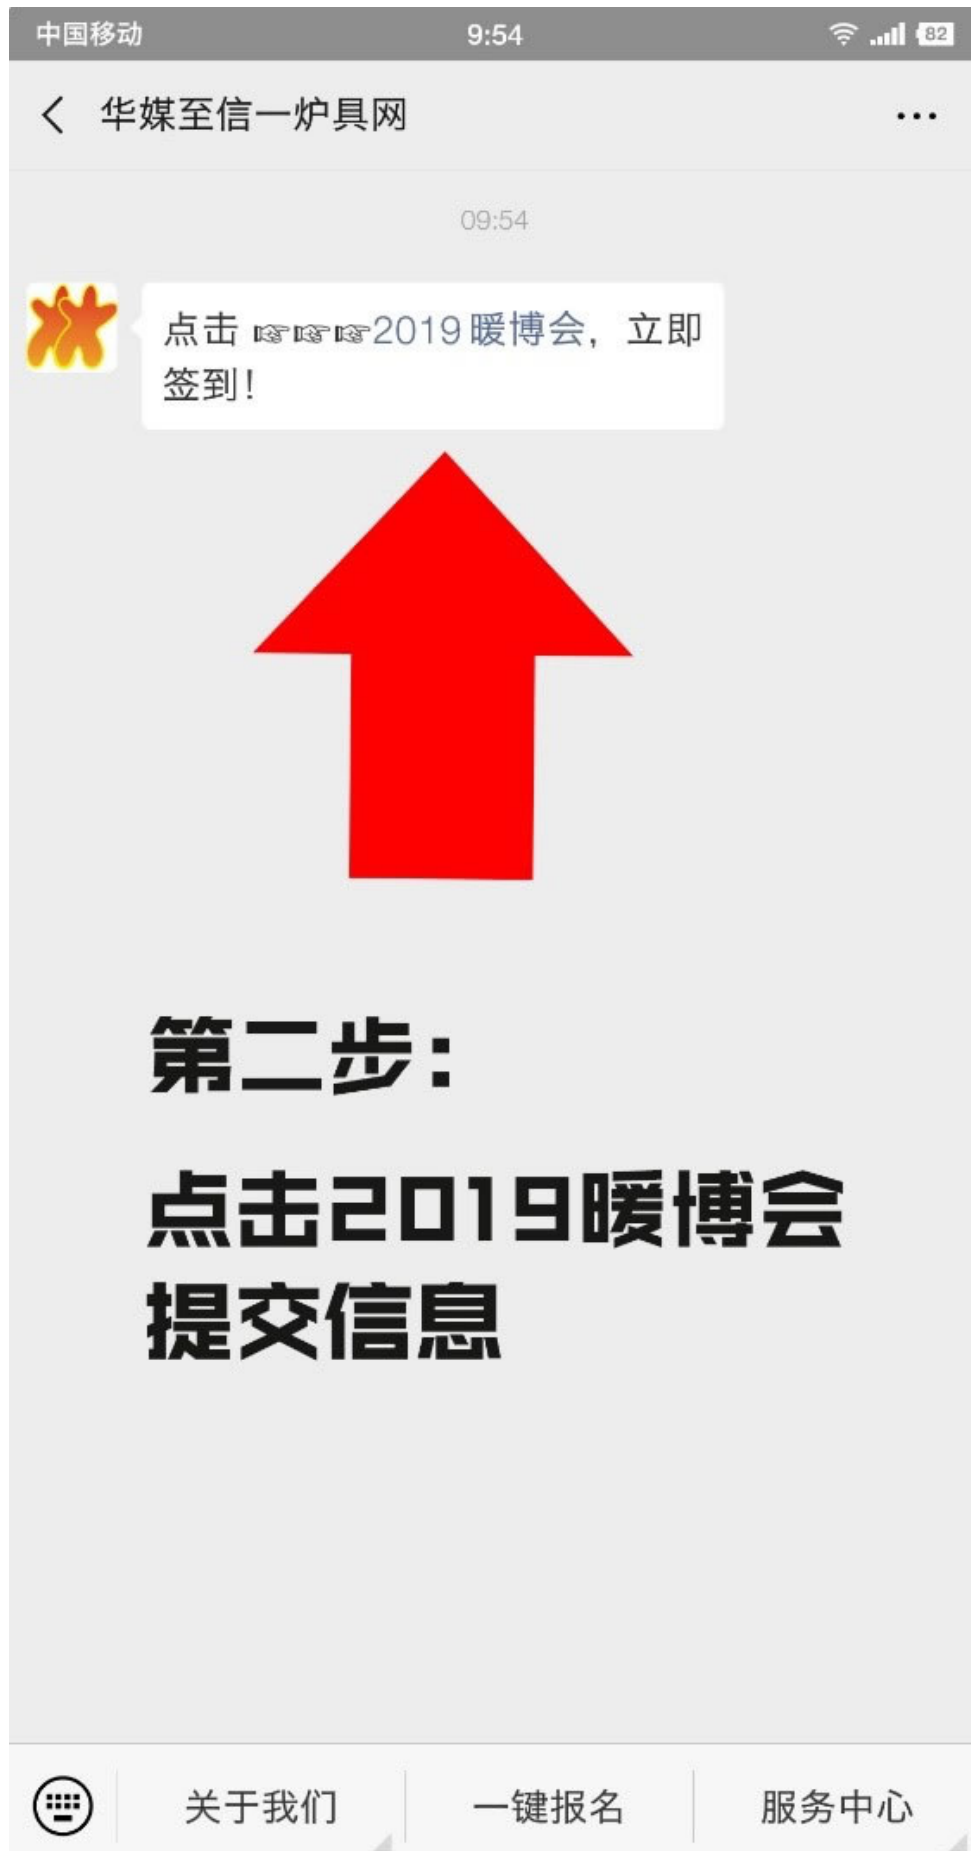 中国移动 9:54 82
华媒至信一炉具网
09:54
点击 ☞☞☞2019暖博会，立即
签到！
第二步：
点击2019暖博会
提交信息
关于我们 一键报名 服务中心